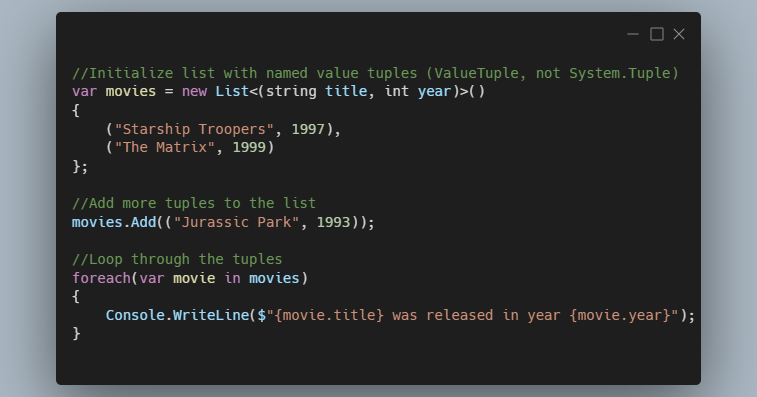 //Initialize list with named value tuples (ValueTuple, not System.Tuple)
var movies = new List<(string title, int year)>()
{
    ("Starship Troopers", 1997),
    ("The Matrix", 1999)
};

//Add more tuples to the list
movies.Add(("Jurassic Park", 1993));

//Loop through the tuples
foreach(var movie in movies)
{
    Console.WriteLine($"{movie.title} was released in year {movie.year}");
}